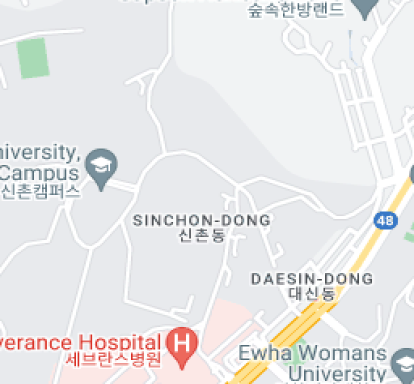 숲속한방랜드
niversity,
Campus
신촌캠퍼스
SINCHON-DONG
신촌동
48
DAESIN-DONG
대신동
verance Hospital
세브란스병원
H
Ewha Womans
University